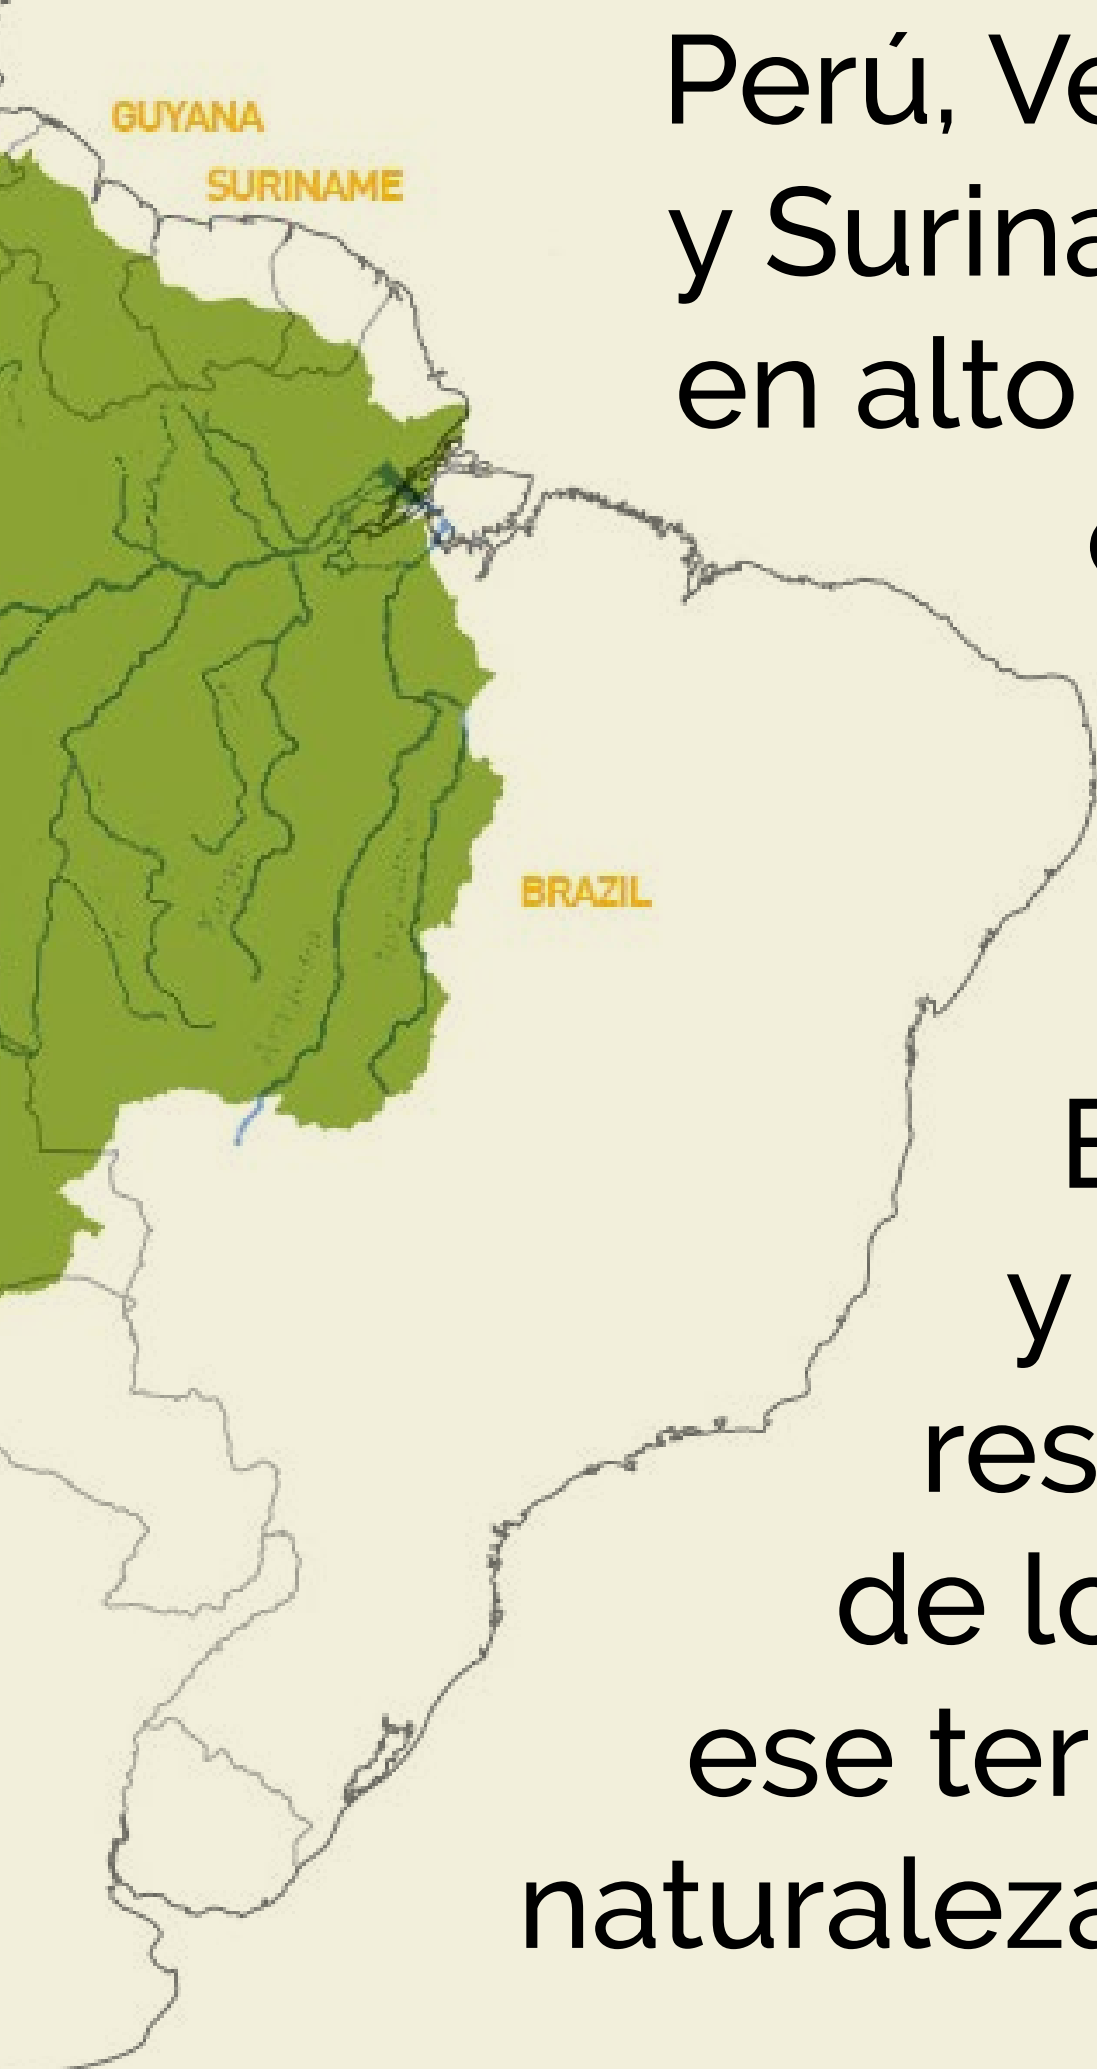 GUYANA
SURINAME
Perú, Ve
y Surina
en alto
BRAZIL
E
y
res
de lo
ese ter
naturaleza